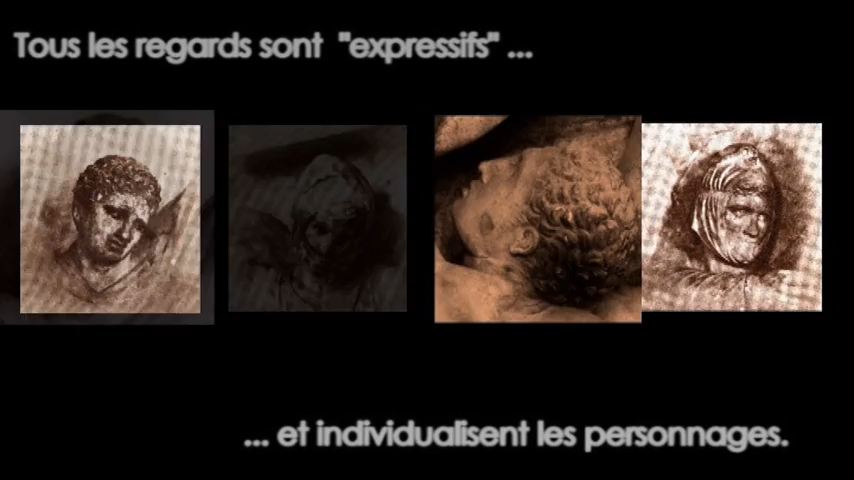 Tous les regards sont "expressifs" ...
... et individualisent les personnages.